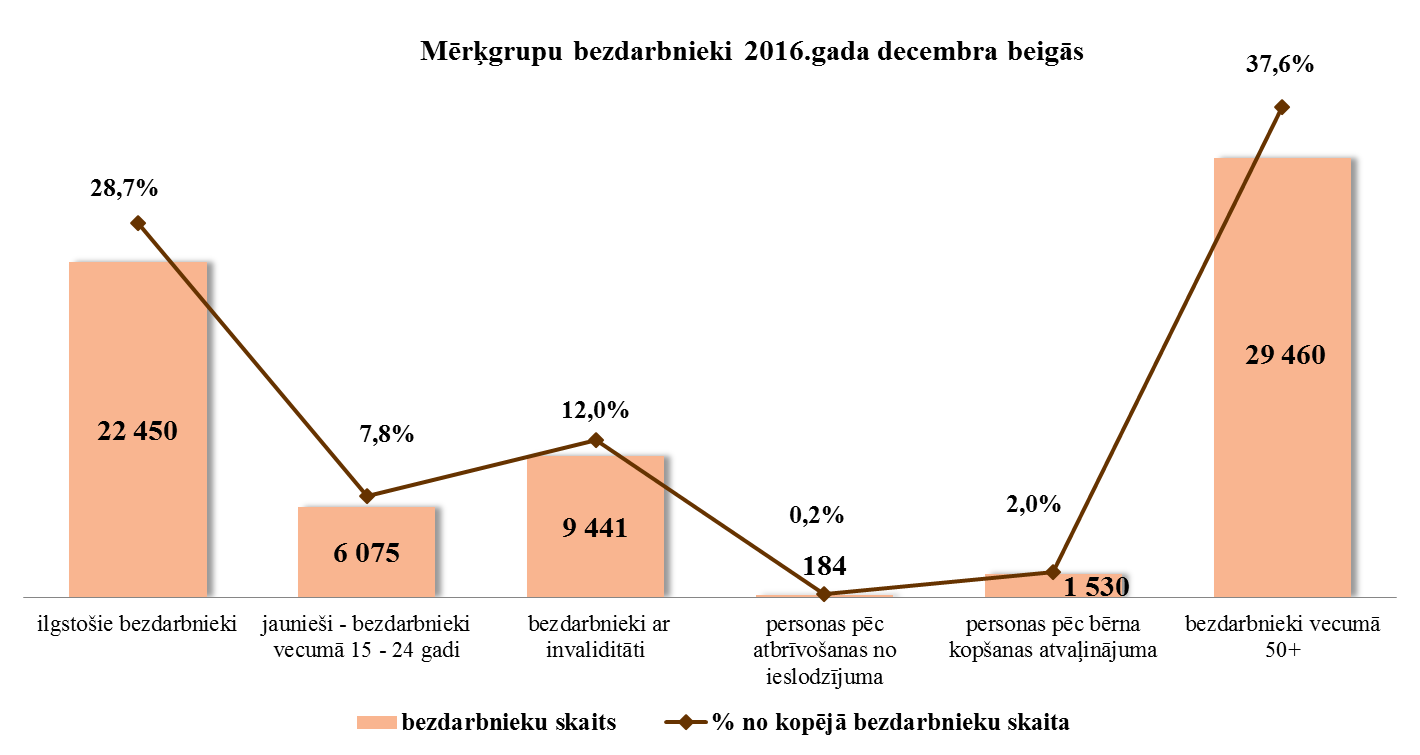 Mērķgrupu bezdarbnieki 2016.gada decembra beigās
37,6%
28,7%
29 460
12,0%
22 450
7,8%
2,0%
0,2%
9 441
6 075
184
1 530
ilgstošie bezdarbnieki
jaunieši - bezdarbnieki
vecumā 15 - 24 gadi
bezdarbnieki ar
invaliditāti
personas pēc
atbrīvošanas no
ieslodzījuma
personas pēc bērna
kopšanas atvaļinājuma
bezdarbnieki vecumā
50+
bezdarbnieku skaits
% no kopējā bezdarbnieku skaita